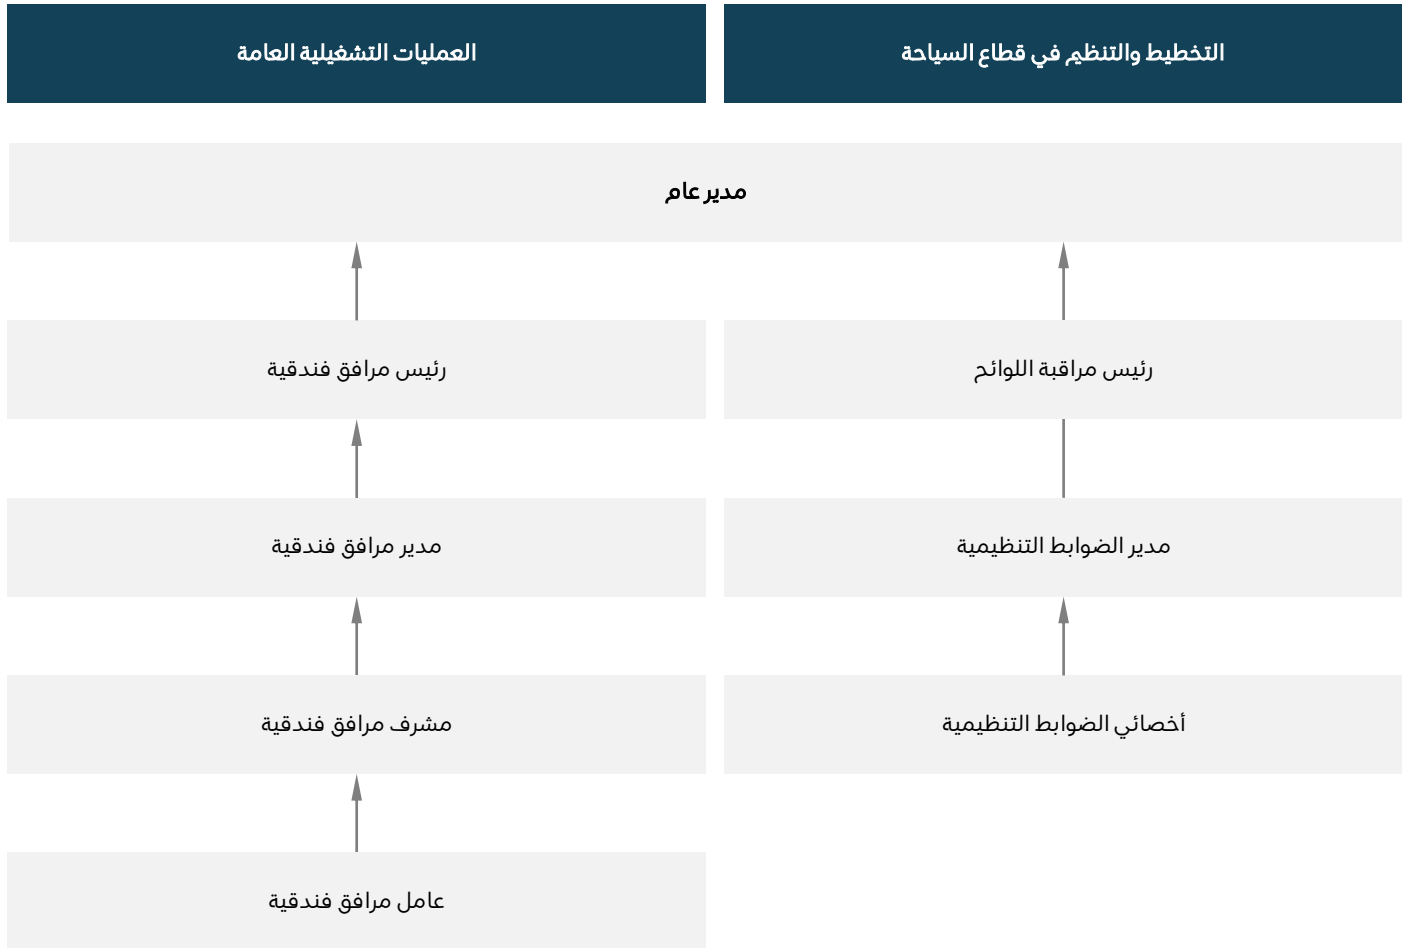 التخطيط والتنظيم في قطاع السياحة
العمليات التشغيلية العامة
مدير عام
رئيس مراقبة اللوائح
رئيس مرافق فندقية
مدير الضوابط التنظيمية
مدير مرافق فندقية
أخصائي الضوابط التنظيمية
مشرف مرافق فندقية
عامل مرافق فندقية